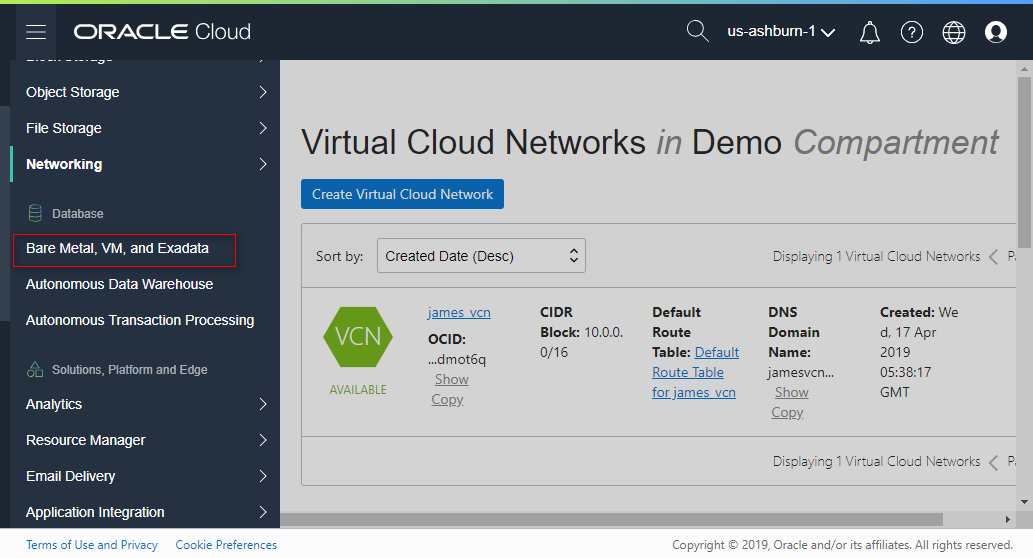 ORACLE Cloud
us-ashburn-1
Block Storage
Object Storage
File Storage
Networking
Database
Bare Metal, VM, and Exadata
Autonomous Data Warehouse
Autonomous Transaction Processing
Solutions, Platform and Edge
Analytics
Resource Manager
Email Delivery
Application Integration
Virtual Cloud Networks in Demo Compartment
Create Virtual Cloud Network
Sort by:
Created Date (Desc)
Displaying 1 Virtual Cloud Networks
VCN
AVAILABLE
james_vcn
OCID:
...dmot6q
Show
Copy
CIDR
Block: 10.0.0.
0/16
Default
Route
Table: Default
Route Table
for james_vcn
DNS
Domain
Name:
jamesvcn...
Show
Copy
Created: We
d, 17 Apr
2019
05:38:17
GMT
Displaying 1 Virtual Cloud Networks
Terms of Use and Privacy
Cookie Preferences
Copyright © 2019, Oracle and/or its affiliates. All rights reserved.